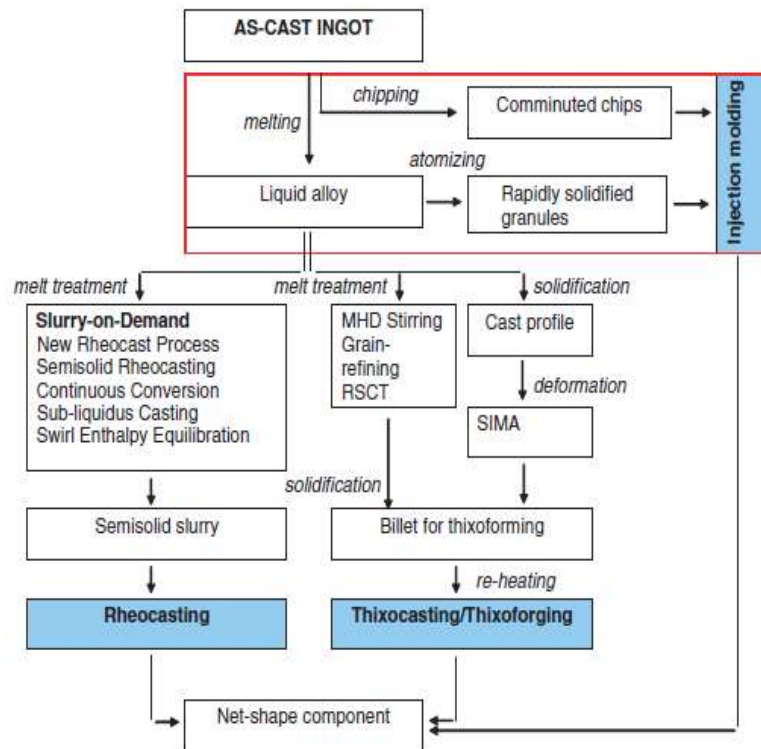 AS-CAST INGOT
chipping
Comminuted chips
melting
Injection molding
atomizing
Liquid alloy
Rapidly solidified
granules
melt treatment
melt treatment
solidification
Slurry-on-Demand
New Rheocast Process
Semisolid Rheocasting
Continuous Conversion
Sub-liquidus Casting
Swirl Enthalpy Equilibration
MHD Stirring
Grain-
refining
RSCT
Cast profile
deformation
SIMA
solidification
Semisolid slurry
Billet for thixoforming
re-heating
Rheocasting
Thixocasting/Thixoforging
Net-shape component